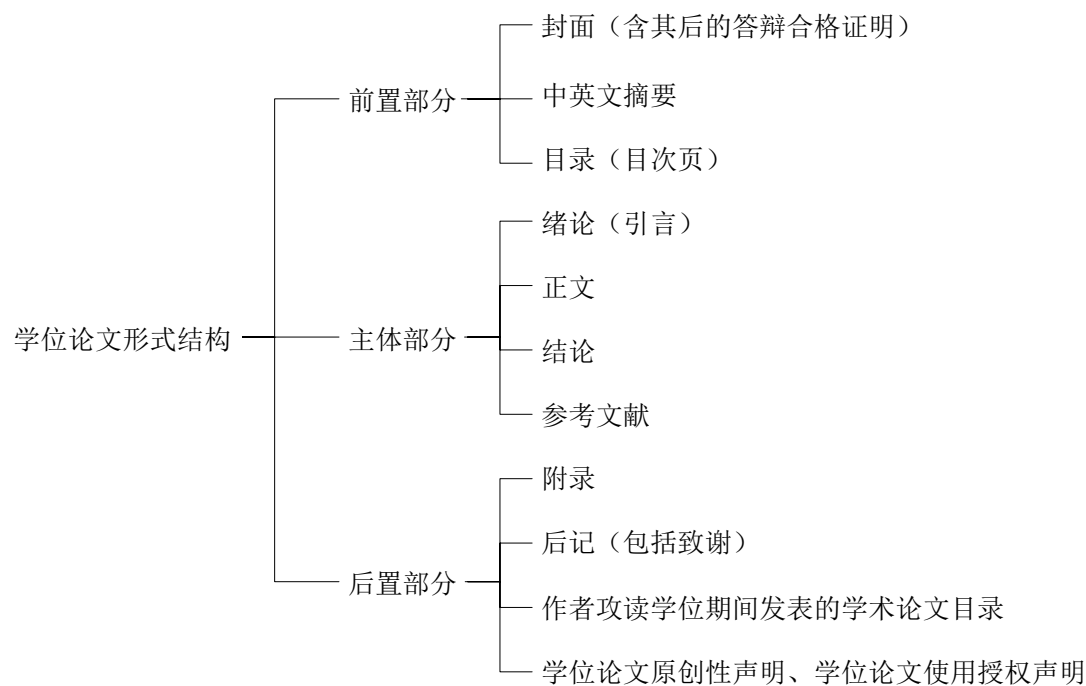 学位论文形式结构
前置部分
封面（含其后的答辩合格证明）
中英文摘要
目录（目次页）
主体部分
绪论（引言）
正文
结论
参考文献
后置部分
附录
后记（包括致谢）
作者攻读学位期间发表的学术论文目录
学位论文原创性声明、学位论文使用授权声明